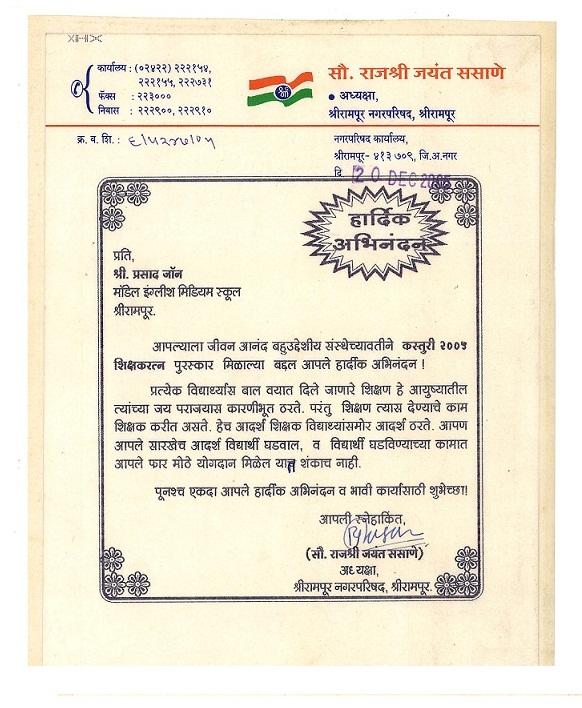 कार्यालय : (०२४२२) २२२१५४,
२२२१५५, २२२७३१
फॅक्स : २२३०००
निवास : २२२९००, २२२९१०
श्री
सौ. राजश्री जयंत ससाणे
• अध्यक्षा,
श्रीरामपूर नगरपरिषद, श्रीरामपूर
क्र. व. शि. :
नगरपरिषद कार्यालय,
श्रीरामपूर- ४१३ ७०९, जि.अ.नगर
दि. 20 DEC 2005
हार्दिक
अभिनंदन
प्रति,
श्री. प्रसाद जॉन
मॉडेल इंग्लीश मिडियम स्कूल
श्रीरामपूर.
आपल्याला जीवन आनंद बहुउद्देशीय संस्थेच्यावतीने कस्तुरी २००५
शिक्षकरत्न पुरस्कार मिळाल्या बद्दल आपले हार्दीक अभीनंदन !
प्रत्येक विद्यार्थ्यास बाल वयात दिले जाणारे शिक्षण हे आयुष्यातील
त्यांच्या जय पराजयास कारणीभूत ठरते. परंतु शिक्षण त्यास देण्याचे काम
शिक्षक करीत असते. हेच आदर्श शिक्षक विद्यार्थ्यांसमोर आदर्श ठरते. आपण
आपले सारखेच आदर्श विद्यार्थी घडवाल, व विद्यार्थी घडविण्याच्या कामात
आपले फार मोठे योगदान मिळेल यात शंकाच नाही.
पूनश्च एकदा आपले हार्दीक अभिनंदन व भावी कार्यासाठी शुभेच्छा!
आपली स्नेहाकिंत,
(सौ. राजश्री जयंत ससाणे)
अध्यक्षा,
श्रीरामपूर नगरपरिषद, श्रीरामपूर.